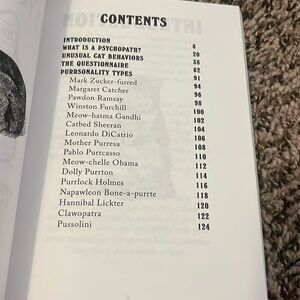 CONTENTS
INTRODUCTION 6
WHAT IS A PSYCHOPATH? 8
UNUSUAL CAT BEHAVIORS 20
THE QUESTIONNAIRE 38
PURRSONALITY TYPES 62
Mark Zucker-furred 91
Margaret Catcher 94
Pawdon Ramsay 96
Winston Furchill 98
Meow-hatma Gandhi 100
Catbed Sheeran 102
Leonardo DiCatrio 104
Mother Purresa 106
Pablo Purrcasso 108
Meow-chelle Obama 110
Dolly Purrton 112
Purrlock Holmes 114
Napawleon Bone-a-purrte 116
Hannibal Lickter 118
Clawopatra 120
Pussolini 122
124